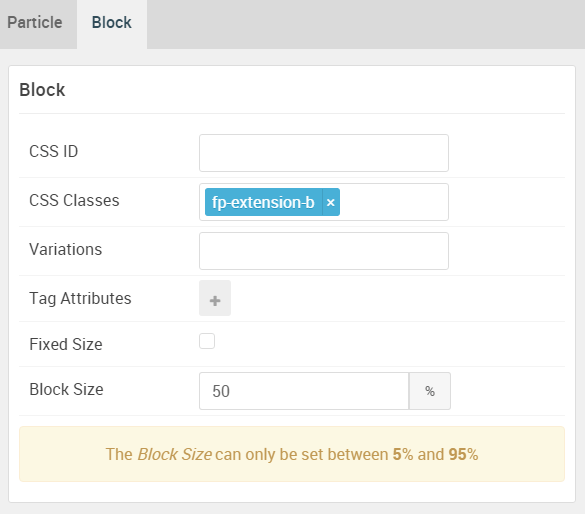 Particle Block
Block
CSS ID
CSS Classes fp-extension-b ×
Variations
Tag Attributes +
Fixed Size
Block Size 50 %
The Block Size can only be set between 5% and 95%